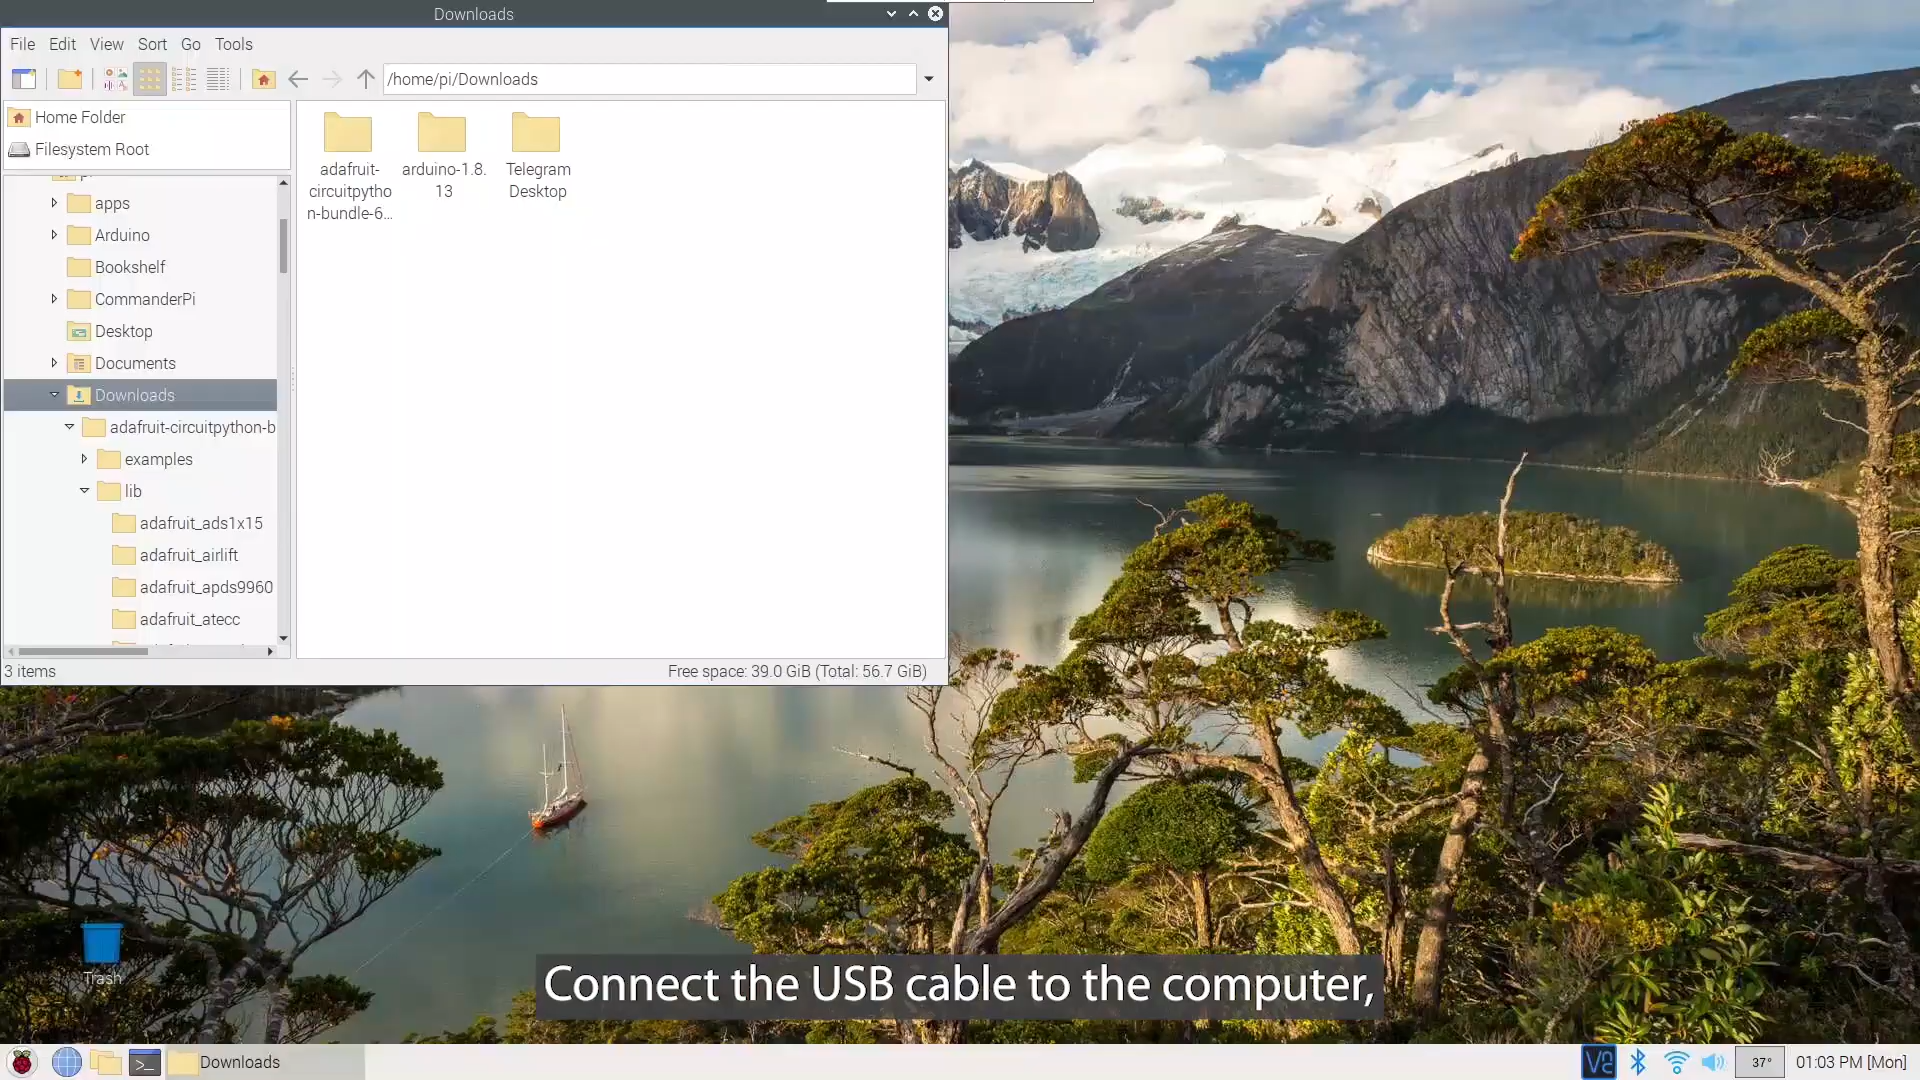 Downloads
File Edit View Sort Go Tools
/home/pi/Downloads
Home Folder
Filesystem Root
apps
Arduino
Bookshelf
CommanderPi
Desktop
Documents
Downloads
adafruit-circuitpython-b
examples
lib
adafruit_ads1x15
adafruit_airlift
adafruit_apds9960
adafruit_atecc
adafruit-
circuitpytho
n-bundle-6...
arduino-1.8.
13
Telegram
Desktop
3 items
Free space: 39.0 GiB (Total: 56.7 GiB)
Trash
Connect the USB cable to the computer,
Downloads
37°
01:03 PM [Mon]